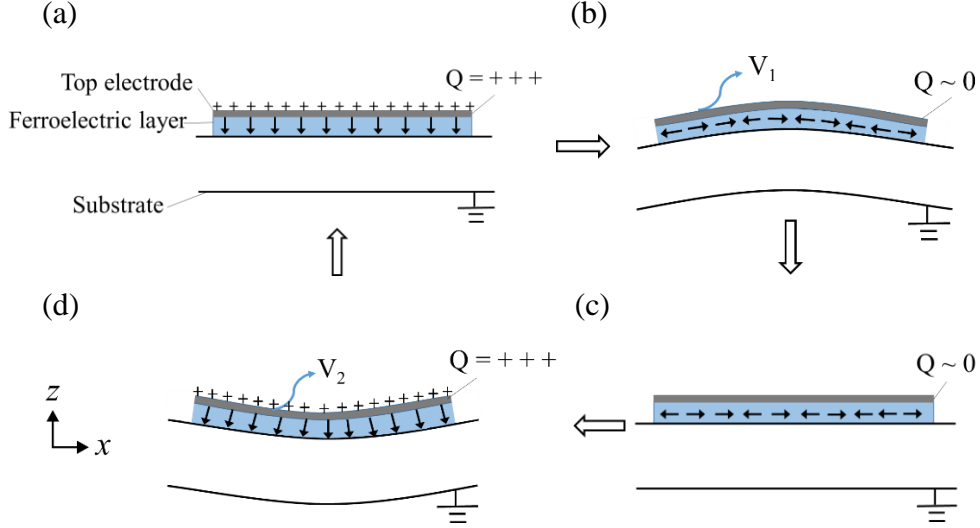 (a)
Top electrode
Ferroelectric layer
Substrate
Q = + + +
(b)
V₁
Q ~ 0
(d)
V₂
Q = + + +
z
x
(c)
Q ~ 0